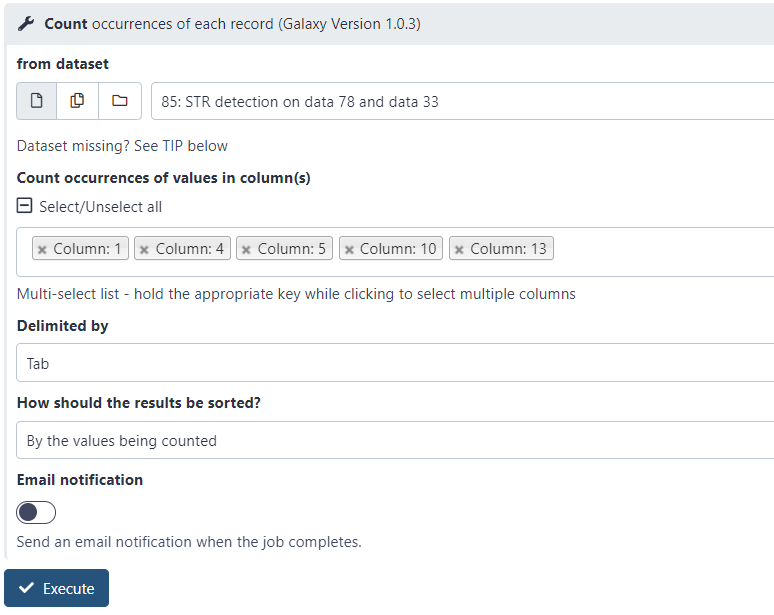 Count occurrences of each record (Galaxy Version 1.0.3)
from dataset
85: STR detection on data 78 and data 33
Dataset missing? See TIP below
Count occurrences of values in column(s)
Select/Unselect all
× Column: 1 × Column: 4 × Column: 5 × Column: 10 × Column: 13
Multi-select list - hold the appropriate key while clicking to select multiple columns
Delimited by
Tab
How should the results be sorted?
By the values being counted
Email notification
Send an email notification when the job completes.
Execute